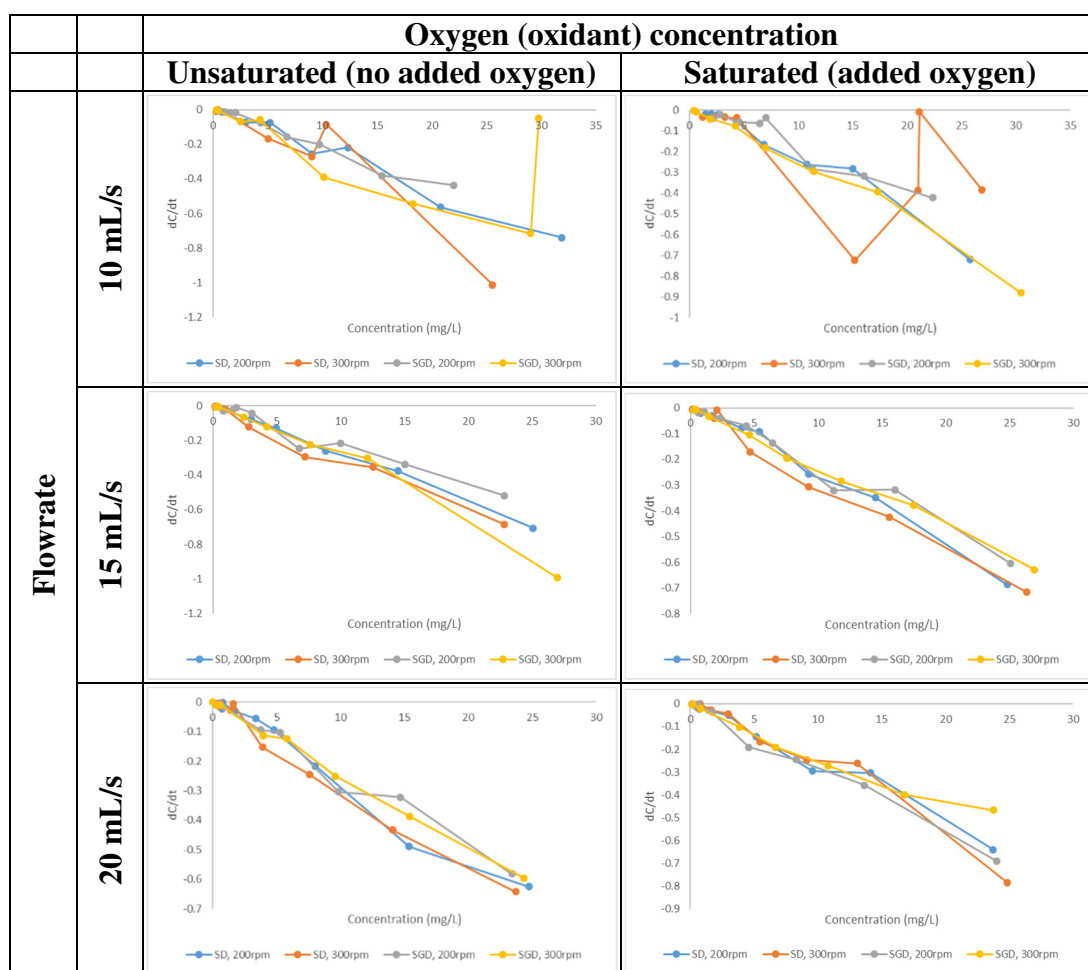 Oxygen (oxidant) concentration
Unsaturated (no added oxygen) Saturated (added oxygen)
Flowrate
10 mL/s
0 0 5 10 15 20 25 30 35
-0.2
-0.4
-0.6
-0.8
-1
-1.2
dC/dt
Concentration (mg/L)
SD, 200rpm SD, 300rpm SGD, 200rpm SGD, 300rpm
0 0 5 10 15 20 25 30 35
-0.1
-0.2
-0.3
-0.4
-0.5
-0.6
-0.7
-0.8
-0.9
-1
dC/dt
Concentration (mg/L)
SD, 200rpm SD, 300rpm SGD, 200rpm SGD, 300rpm
15 mL/s
0 0 5 10 15 20 25 30
-0.2
-0.4
-0.6
-0.8
-1
-1.2
dC/dt
Concentration (mg/L)
SD, 200rpm SD, 300rpm SGD, 200rpm SGD, 300rpm
0 0 5 10 15 20 25 30
-0.1
-0.2
-0.3
-0.4
-0.5
-0.6
-0.7
-0.8
dC/dt
Concentration (mg/L)
SD, 200rpm SD, 300rpm SGD, 200rpm SGD, 300rpm
20 mL/s
0 0 5 10 15 20 25 30
-0.1
-0.2
-0.3
-0.4
-0.5
-0.6
-0.7
dC/dt
Concentration (mg/L)
SD, 200rpm SD, 300rpm SGD, 200rpm SGD, 300rpm
0 0 5 10 15 20 25 30
-0.1
-0.2
-0.3
-0.4
-0.5
-0.6
-0.7
-0.8
-0.9
dC/dt
Concentration (mg/L)
SD, 200rpm SD, 300rpm SGD, 200rpm SGD, 300rpm